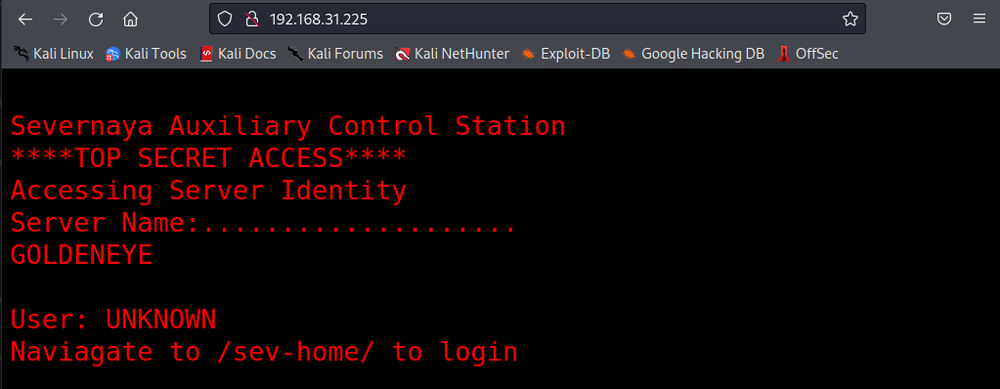 192.168.31.225
Kali Linux Kali Tools Kali Docs Kali Forums Kali NetHunter Exploit-DB Google Hacking DB OffSec
Severnaya Auxiliary Control Station
****TOP SECRET ACCESS****
Accessing Server Identity
Server Name:....................
GOLDENEYE
User: UNKNOWN
Naviagate to /sev-home/ to login